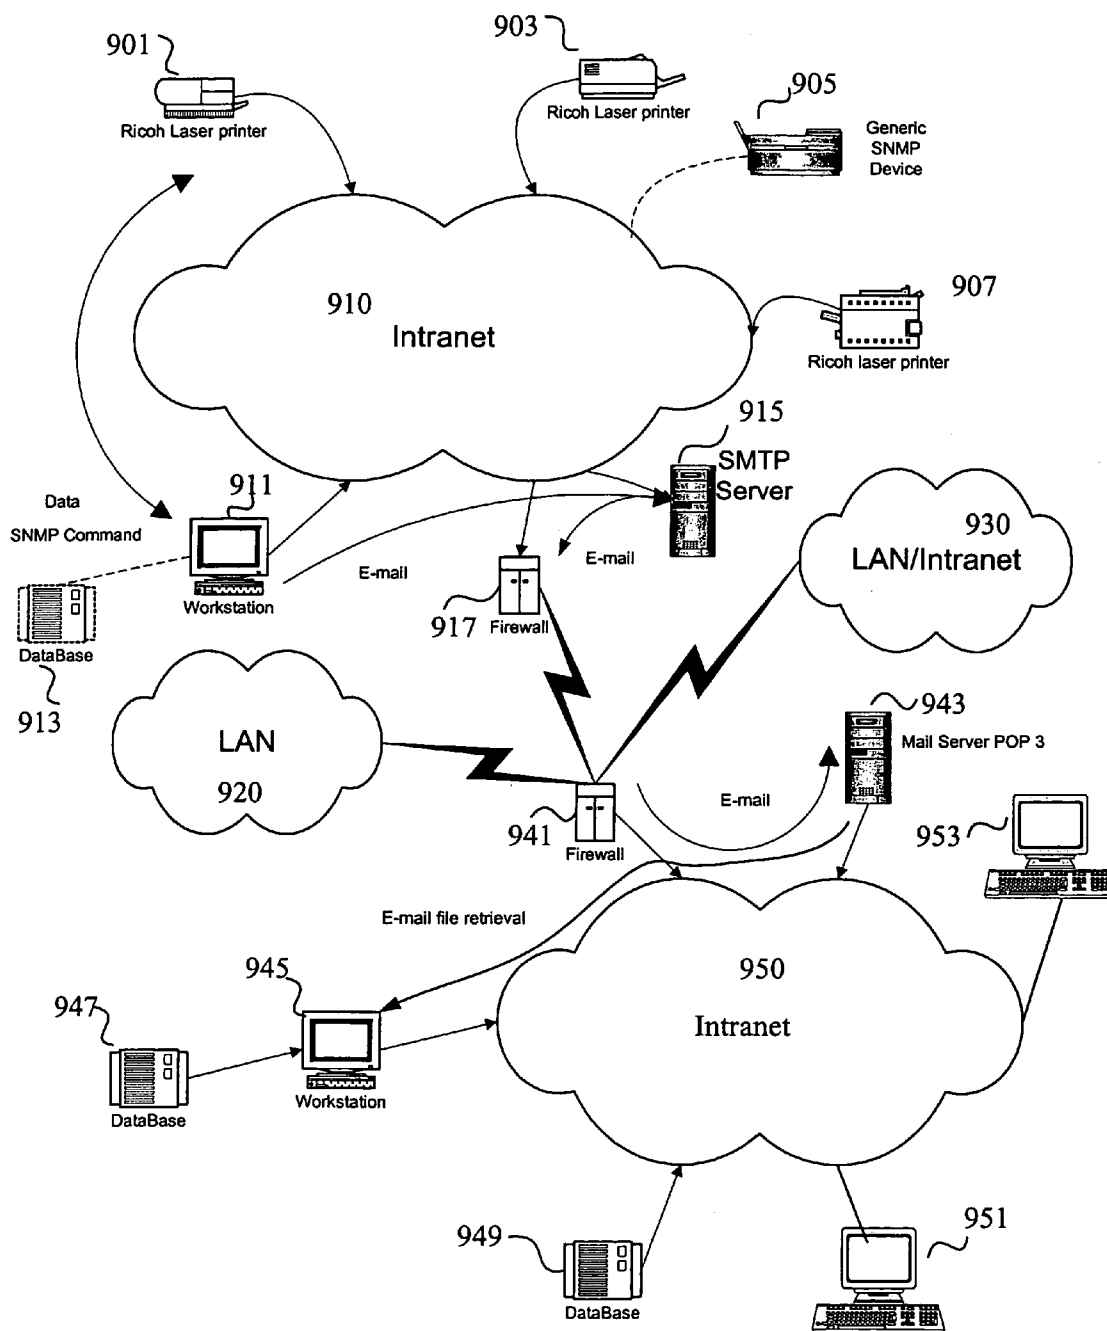 901
Ricoh Laser printer
903
Ricoh Laser printer
905
Generic
SNMP
Device
910
Intranet
907
Ricoh laser printer
915
SMTP
Server
911
Data
SNMP Command
Workstation
E-mail
E-mail
930
LAN/Intranet
917
Firewall
DataBase
913
LAN
920
943
Mail Server POP 3
E-mail
941
Firewall
953
E-mail file retrieval
945
Workstation
947
DataBase
950
Intranet
949
DataBase
951